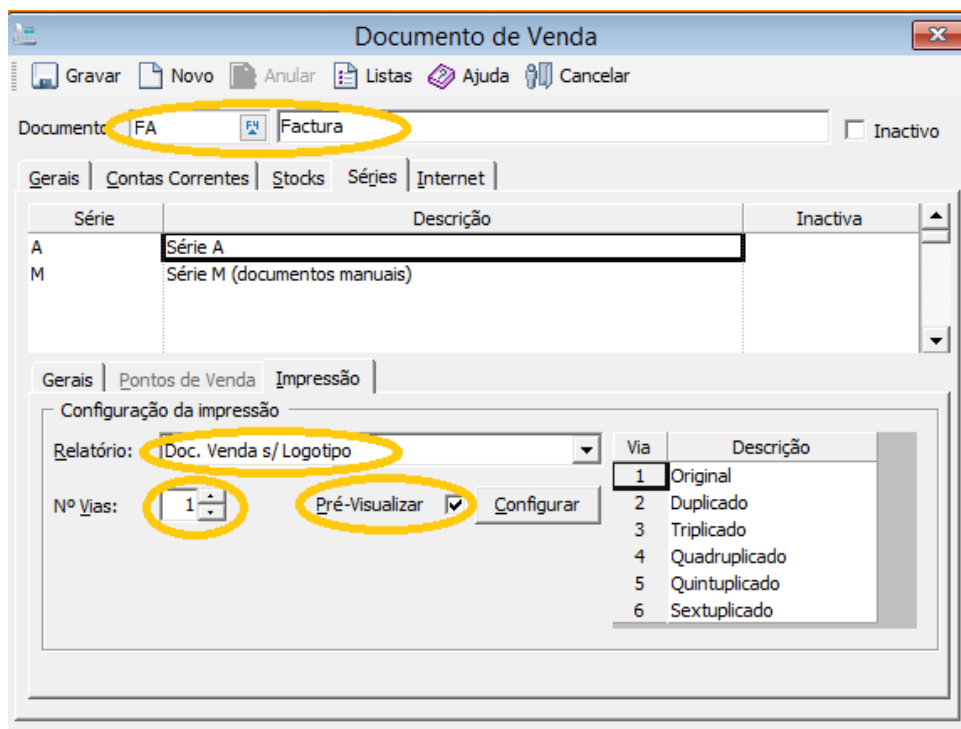 Documento de Venda
Gravar Novo Anular Listas Ajuda Cancelar
Documento: FA F4 Factura Inactivo
Gerais Contas Correntes Stocks Séries Internet
Série Descrição Inactiva
A Série A
M Série M (documentos manuais)
Gerais Pontos de Venda Impressão
Configuração da impressão
Relatório: Doc. Venda s/ Logotipo Via Descrição
1 Original
Nº Vias: 1 Pré-Visualizar Configurar 2 Duplicado
3 Triplicado
4 Quadruplicado
5 Quintuplicado
6 Sextuplicado